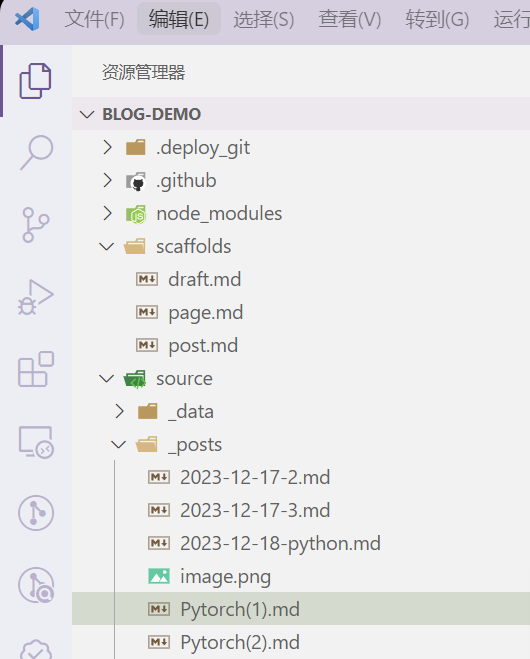 文件(F) 编辑(E) 选择(S) 查看(V) 转到(G) 运行
资源管理器
BLOG-DEMO
.deploy_git
.github
node_modules
scaffolds
draft.md
page.md
post.md
source
_data
_posts
2023-12-17-2.md
2023-12-17-3.md
2023-12-18-python.md
image.png
Pytorch(1).md
Pytorch(2).md